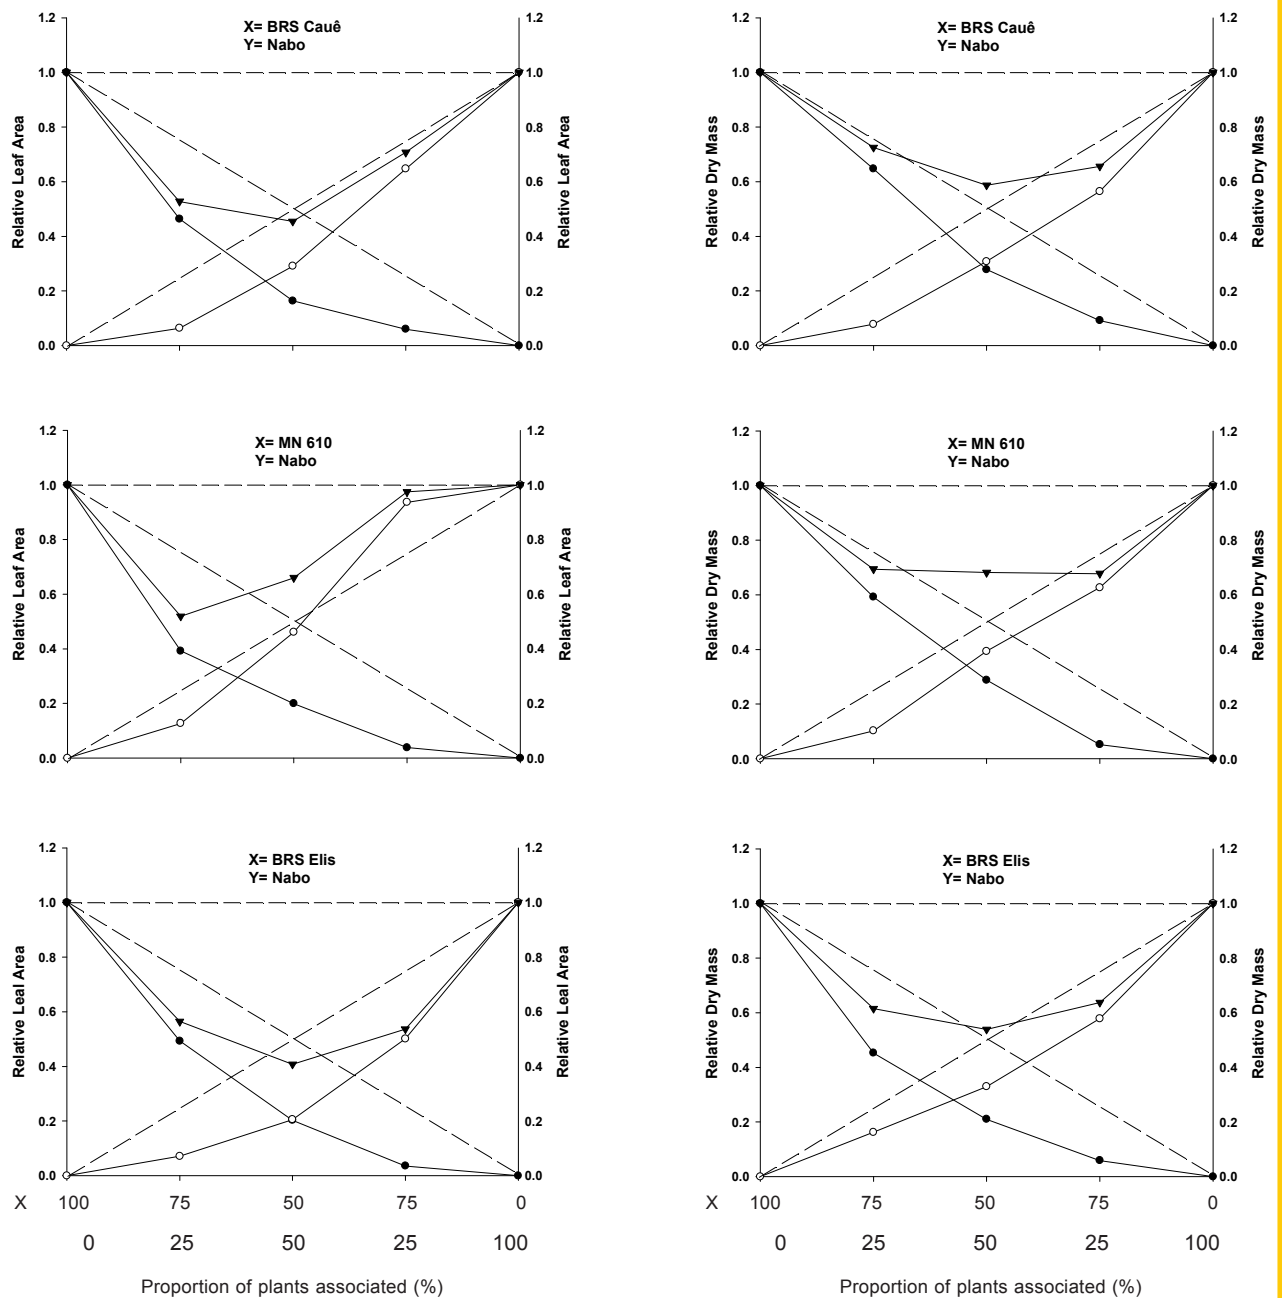 X= BRS Cauê
Y= Nabo
1.2
1.0
0.8
0.6
0.4
0.2
0.0
Relative Leaf Area
1.2
1.0
0.8
0.6
0.4
0.2
0.0
Relative Leaf Area
X= BRS Cauê
Y= Nabo
1.2
1.0
0.8
0.6
0.4
0.2
0.0
Relative Dry Mass
1.2
1.0
0.8
0.6
0.4
0.2
0.0
Relative Dry Mass
X= MN 610
Y= Nabo
1.2
1.0
0.8
0.6
0.4
0.2
0.0
Relative Leaf Area
1.2
1.0
0.8
0.6
0.4
0.2
0.0
Relative Leaf Area
X= MN 610
Y= Nabo
1.2
1.0
0.8
0.6
0.4
0.2
0.0
Relative Dry Mass
1.2
1.0
0.8
0.6
0.4
0.2
0.0
Relative Dry Mass
X= BRS Elis
Y= Nabo
1.2
1.0
0.8
0.6
0.4
0.2
0.0
Relative Leal Area
1.2
1.0
0.8
0.6
0.4
0.2
0.0
Relative Leal Area
X 100 75 50 75 0
0 25 50 25 100
Proportion of plants associated (%)
X= BRS Elis
Y= Nabo
1.2
1.0
0.8
0.6
0.4
0.2
0.0
Relative Dry Mass
1.2
1.0
0.8
0.6
0.4
0.2
0.0
Relative Dry Mass
X 100 75 50 75 0
0 25 50 25 100
Proportion of plants associated (%)